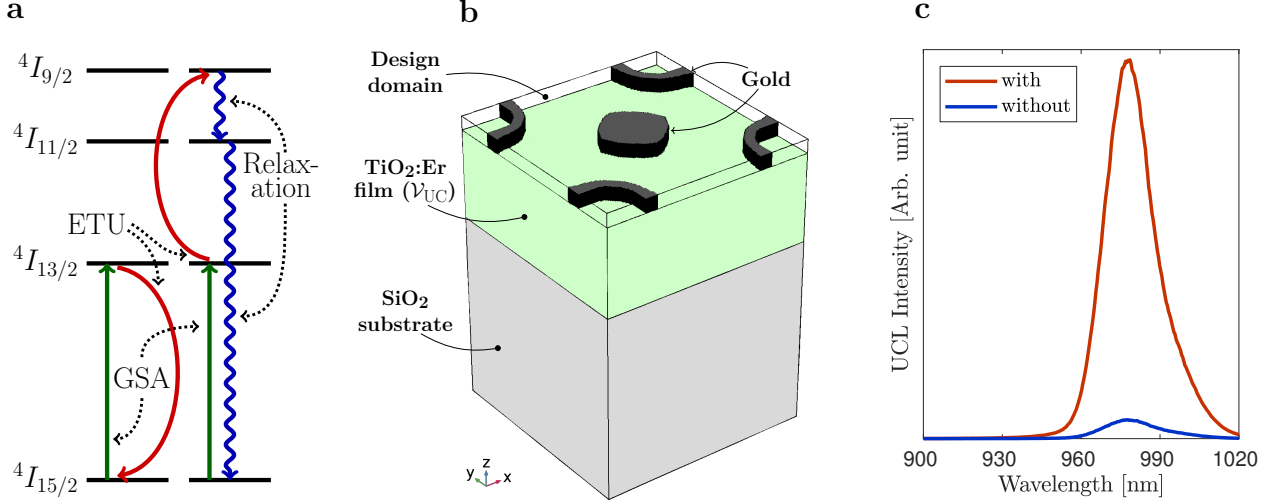 a
⁴I₉/₂
⁴I₁₁/₂
Relax-
ation
ETU
⁴I₁₃/₂
GSA
⁴I₁₅/₂
b
Design
domain
Gold
TiO₂:Er
film (𝒱_UC)
SiO₂
substrate
z
y
x
c
with
without
UCL Intensity [Arb. unit]
900 930 960 990 1020
Wavelength [nm]